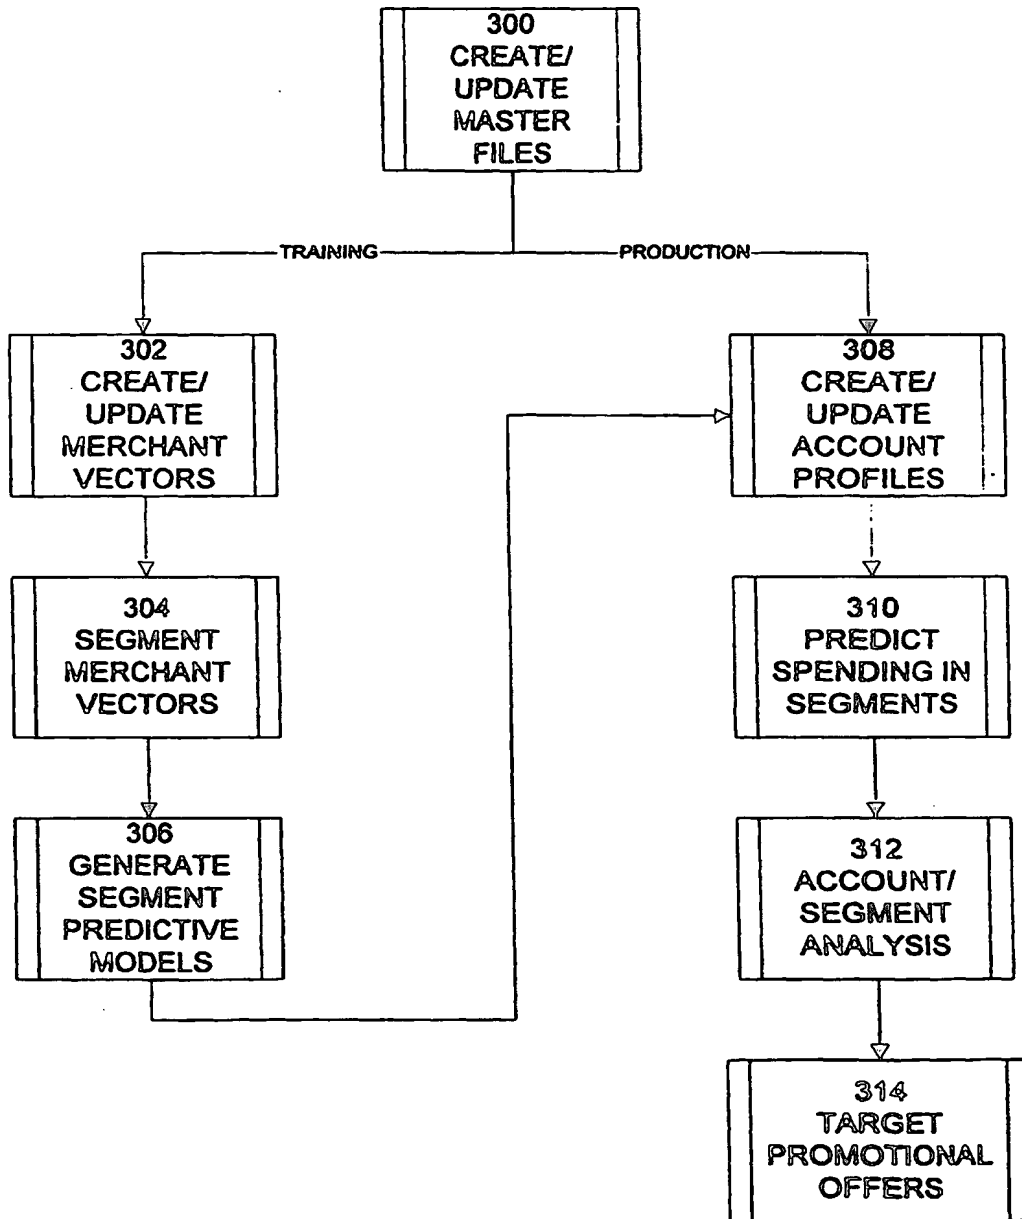 300
CREATE/
UPDATE
MASTER
FILES
TRAINING
PRODUCTION
302
CREATE/
UPDATE
MERCHANT
VECTORS
308
CREATE/
UPDATE
ACCOUNT
PROFILES
304
SEGMENT
MERCHANT
VECTORS
310
PREDICT
SPENDING IN
SEGMENTS
306
GENERATE
SEGMENT
PREDICTIVE
MODELS
312
ACCOUNT/
SEGMENT
ANALYSIS
314
TARGET
PROMOTIONAL
OFFERS